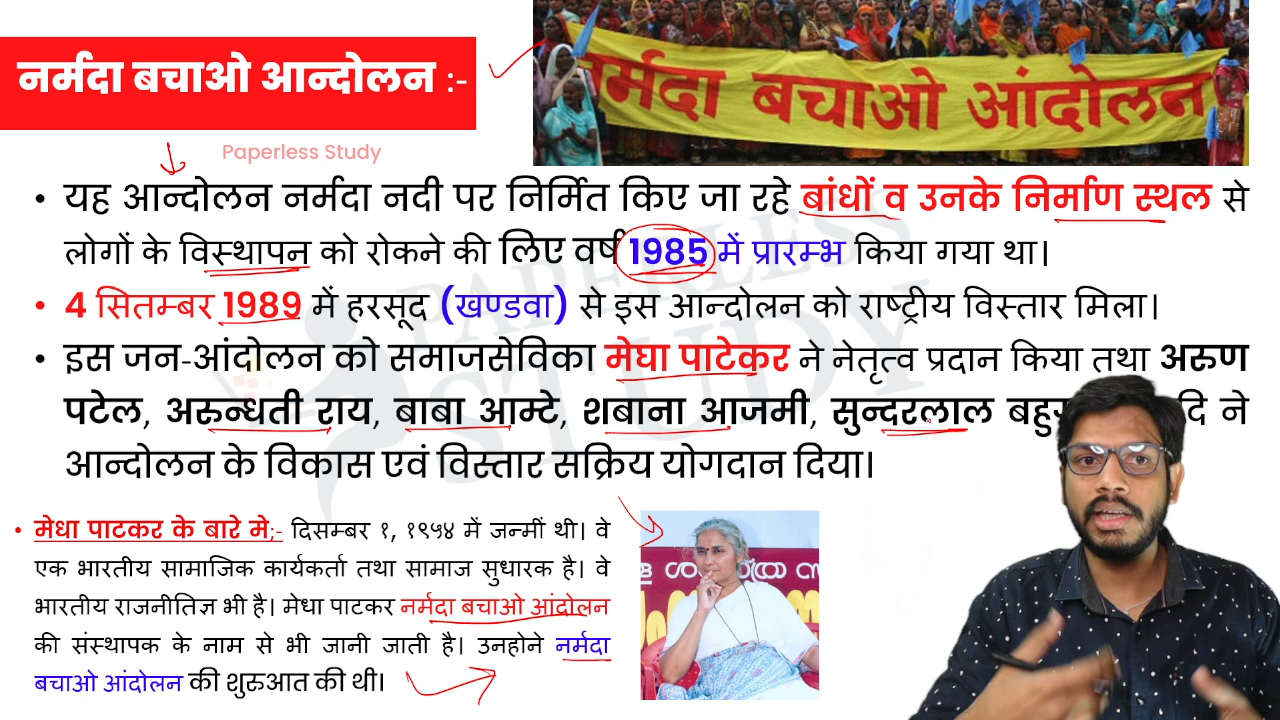 नर्मदा बचाओ आन्दोलन :-
नर्मदा बचाओ आंदोलन
Paperless Study
• यह आन्दोलन नर्मदा नदी पर निर्मित किए जा रहे बांधों व उनके निर्माण स्थल से
लोगों के विस्थापन को रोकने की लिए वर्ष 1985 में प्रारम्भ किया गया था।
• 4 सितम्बर 1989 में हरसूद (खण्डवा) से इस आन्दोलन को राष्ट्रीय विस्तार मिला।
• इस जन-आंदोलन को समाजसेविका मेघा पाटेकर ने नेतृत्व प्रदान किया तथा अरुण
पटेल, अरुन्धती राय, बाबा आम्टे, शबाना आजमी, सुन्दरलाल ने
आन्दोलन के विकास एवं विस्तार सक्रिय योगदान दिया।
• मेधा पाटकर के बारे मे;- दिसम्बर १, १९५४ में जन्मीं थी। वे
एक भारतीय सामाजिक कार्यकर्ता तथा सामाज सुधारक है। वे
भारतीय राजनीतिज्ञ भी है। मेधा पाटकर नर्मदा बचाओ आंदोलन
की संस्थापक के नाम से भी जानी जाती है। उनहोने नर्मदा
बचाओ आंदोलन की शुरुआत की थी।
PAPERLESS
STUDY